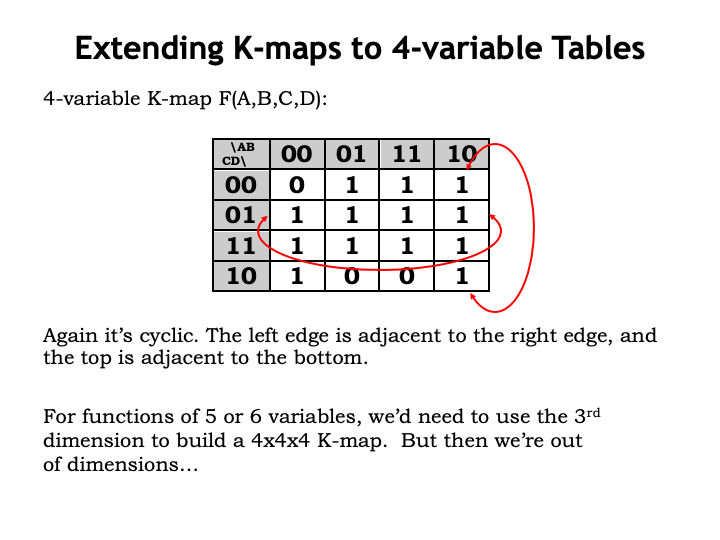 Extending K-maps to 4-variable Tables
4-variable K-map F(A,B,C,D):
\AB
CD\ 00 01 11 10
00 0 1 1 1
01 1 1 1 1
11 1 1 1 1
10 1 0 0 1
Again it's cyclic. The left edge is adjacent to the right edge, and
the top is adjacent to the bottom.
For functions of 5 or 6 variables, we'd need to use the 3rd
dimension to build a 4x4x4 K-map.  But then we're out
of dimensions…